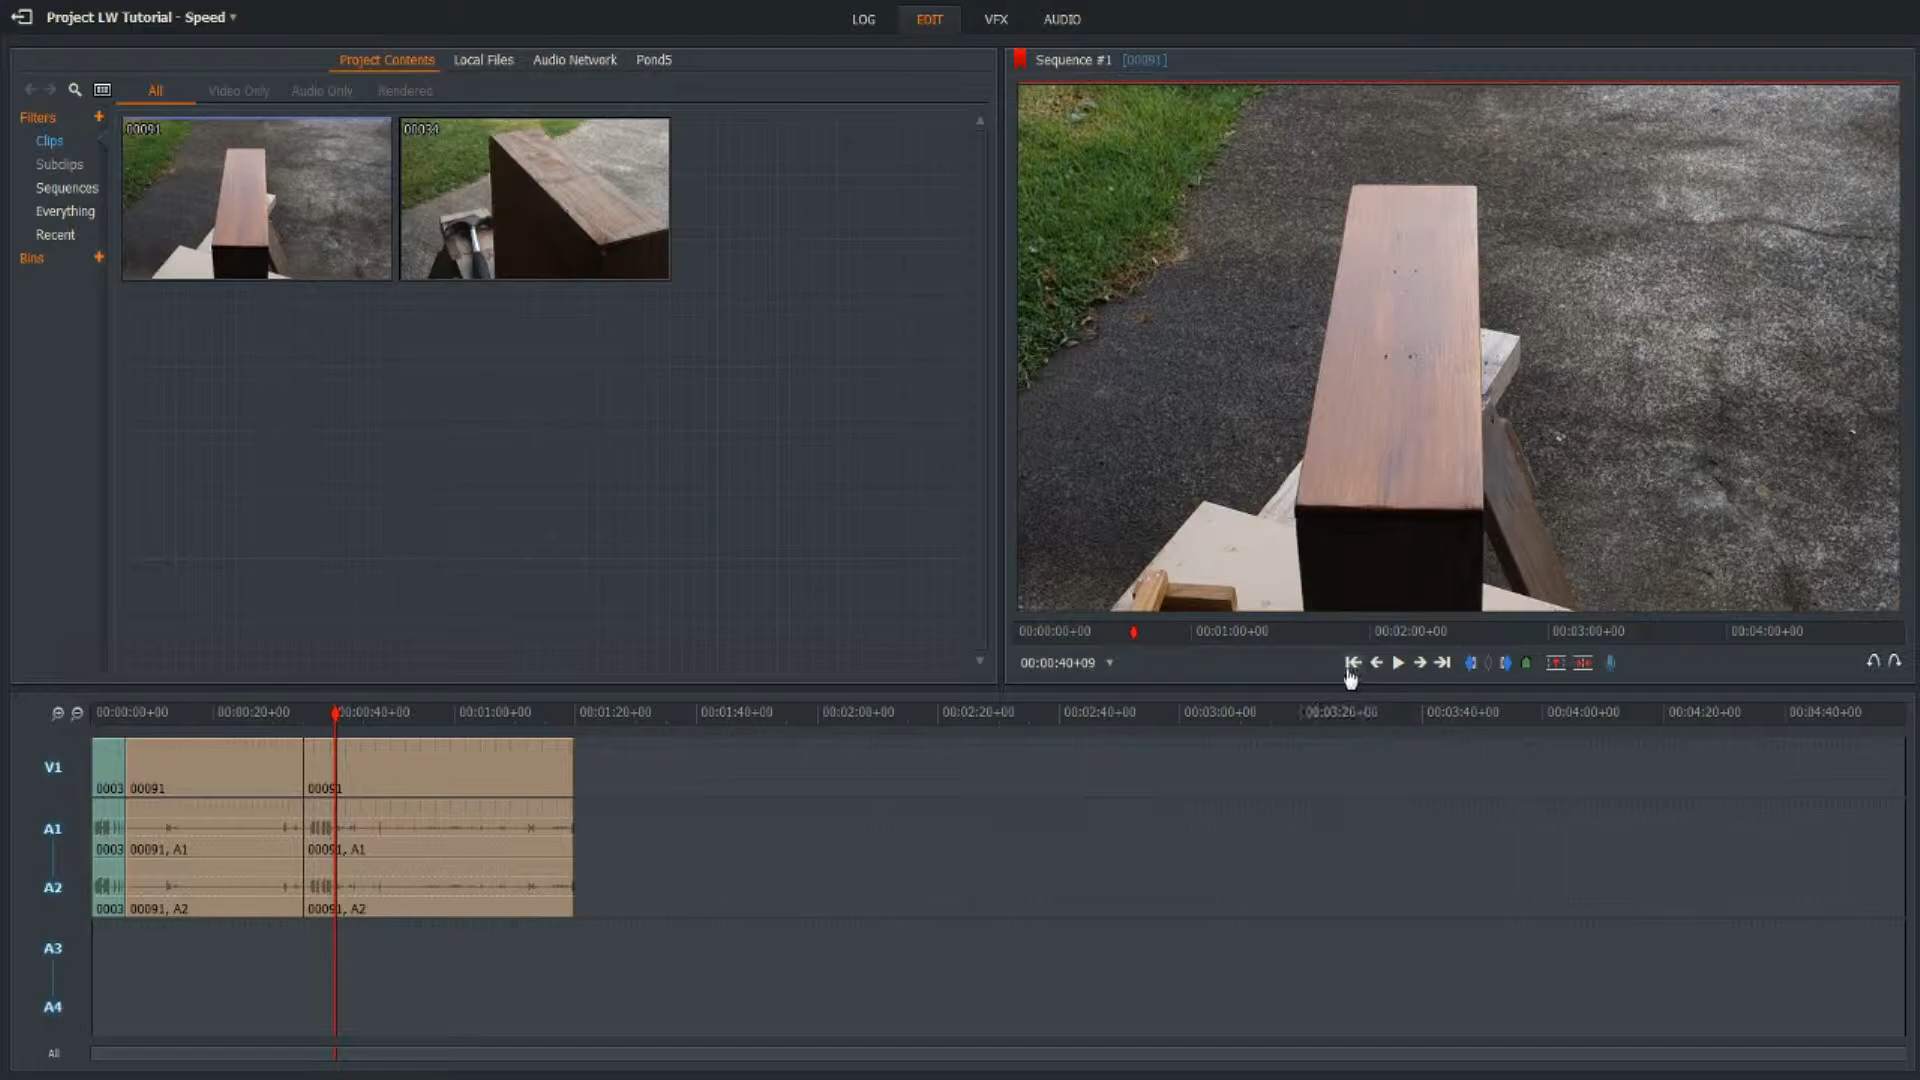 Project LW Tutorial - Speed
LOG EDIT VFX AUDIO
Project Contents Local Files Audio Network Pond5
Sequence #1 [00091]
All Video Only Audio Only Rendered
Filters +
Clips
Subclips
Sequences
Everything
Recent
Bins +
00091
00034
00:00:00+00 00:01:00+00 00:02:00+00 00:03:00+00 00:04:00+00
00:00:40+09
00:00:00+00 00:00:20+00 00:00:40+00 00:01:00+00 00:01:20+00 00:01:40+00 00:02:00+00 00:02:20+00 00:02:40+00 00:03:00+00 00:03:20+00 00:03:40+00 00:04:00+00 00:04:20+00 00:04:40+00
V1
0003 00091 00091
A1
0003 00091, A1 00091, A1
A2
0003 00091, A2 00091, A2
A3
A4
All